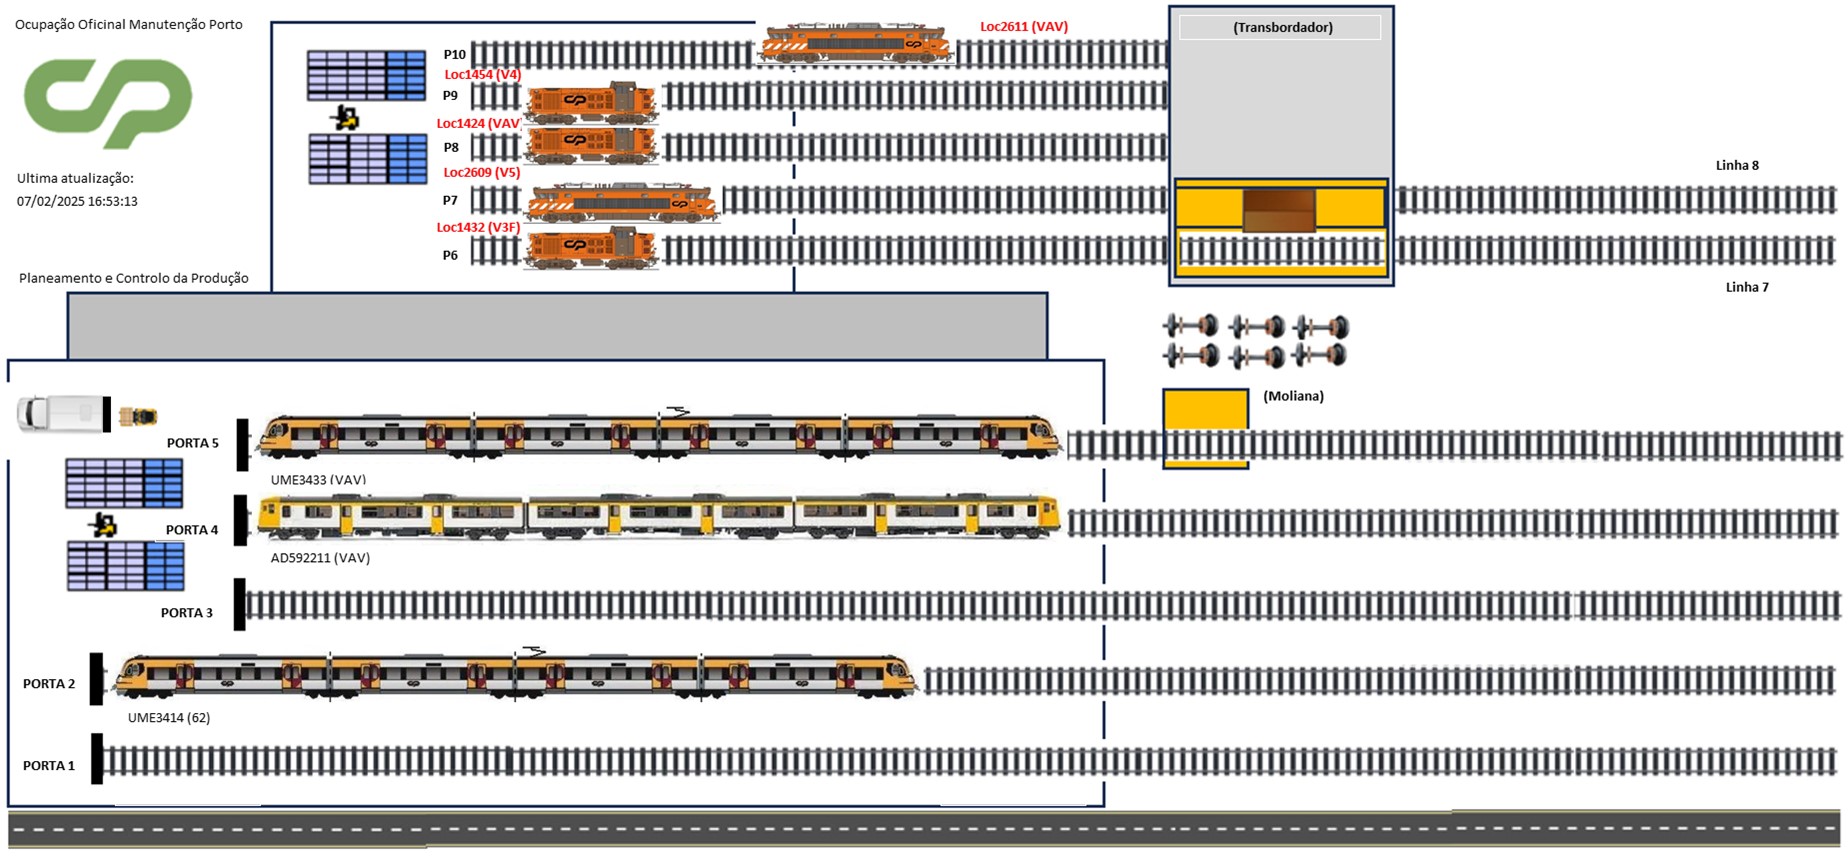 Ocupação Oficinal Manutenção Porto
CP
Ultima atualização:
07/02/2025 16:53:13
Planeamento e Controlo da Produção
Loc2611 (VAV)
P10
Loc1454 (V4)
P9
Loc1424 (VAV)
P8
Loc2609 (V5)
P7
Loc1432 (V3F)
P6
(Transbordador)
Linha 8
Linha 7
(Moliana)
PORTA 5
UME3433 (VAV)
PORTA 4
AD592211 (VAV)
PORTA 3
PORTA 2
UME3414 (62)
PORTA 1